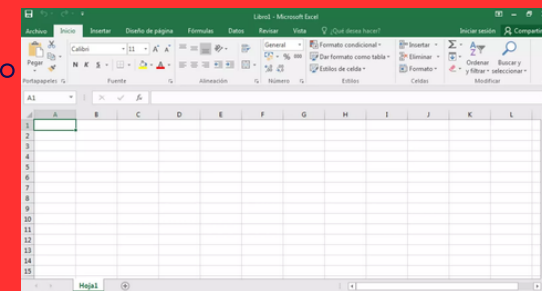 Libro1 - Microsoft Excel
Archivo Inicio Insertar Diseño de página Fórmulas Datos Revisar Vista ¿Qué desea hacer? Iniciar sesión Compartir
Pegar
Calibri 11
N K S
General
% 000
Formato condicional
Dar formato como tabla
Estilos de celda
Insertar
Eliminar
Formato
Ordenar y filtrar
Buscar y seleccionar
Portapapeles Fuente Alineación Número Estilos Celdas Modificar
A1 fx
A B C D E F G H I J K L
1
2
3
4
5
6
7
8
9
10
11
12
13
14
15
Hoja1